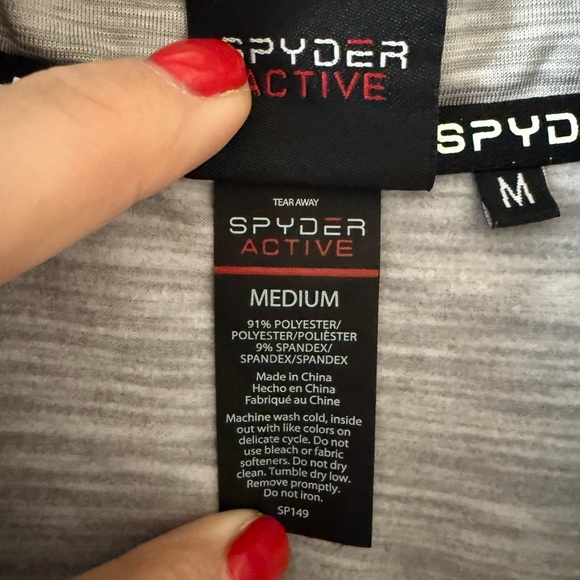 SPYDER
ACTIVE
SPYD
M
TEAR AWAY
SPYDER
ACTIVE
MEDIUM
91% POLYESTER/
POLYESTER/POLIÈSTER
9% SPANDEX/
SPANDEX/SPANDEX
Made in China
Hecho en China
Fabriqué au Chine
Machine wash cold, inside
out with like colors on
delicate cycle. Do not
use bleach or fabric
softeners. Do not dry
clean. Tumble dry low.
Remove promptly.
Do not iron.
SP149